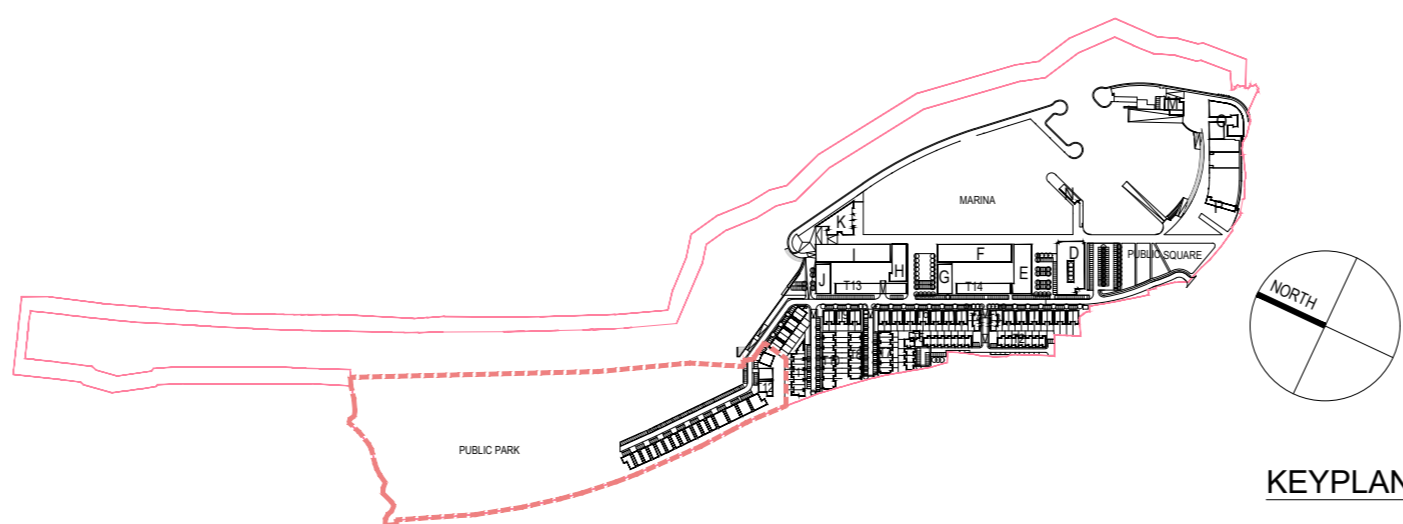 M
MARINA
K
I
H
J
T13
F
G
E
T14
D
PUBLIC SQUARE
NORTH
PUBLIC PARK
KEYPLAN